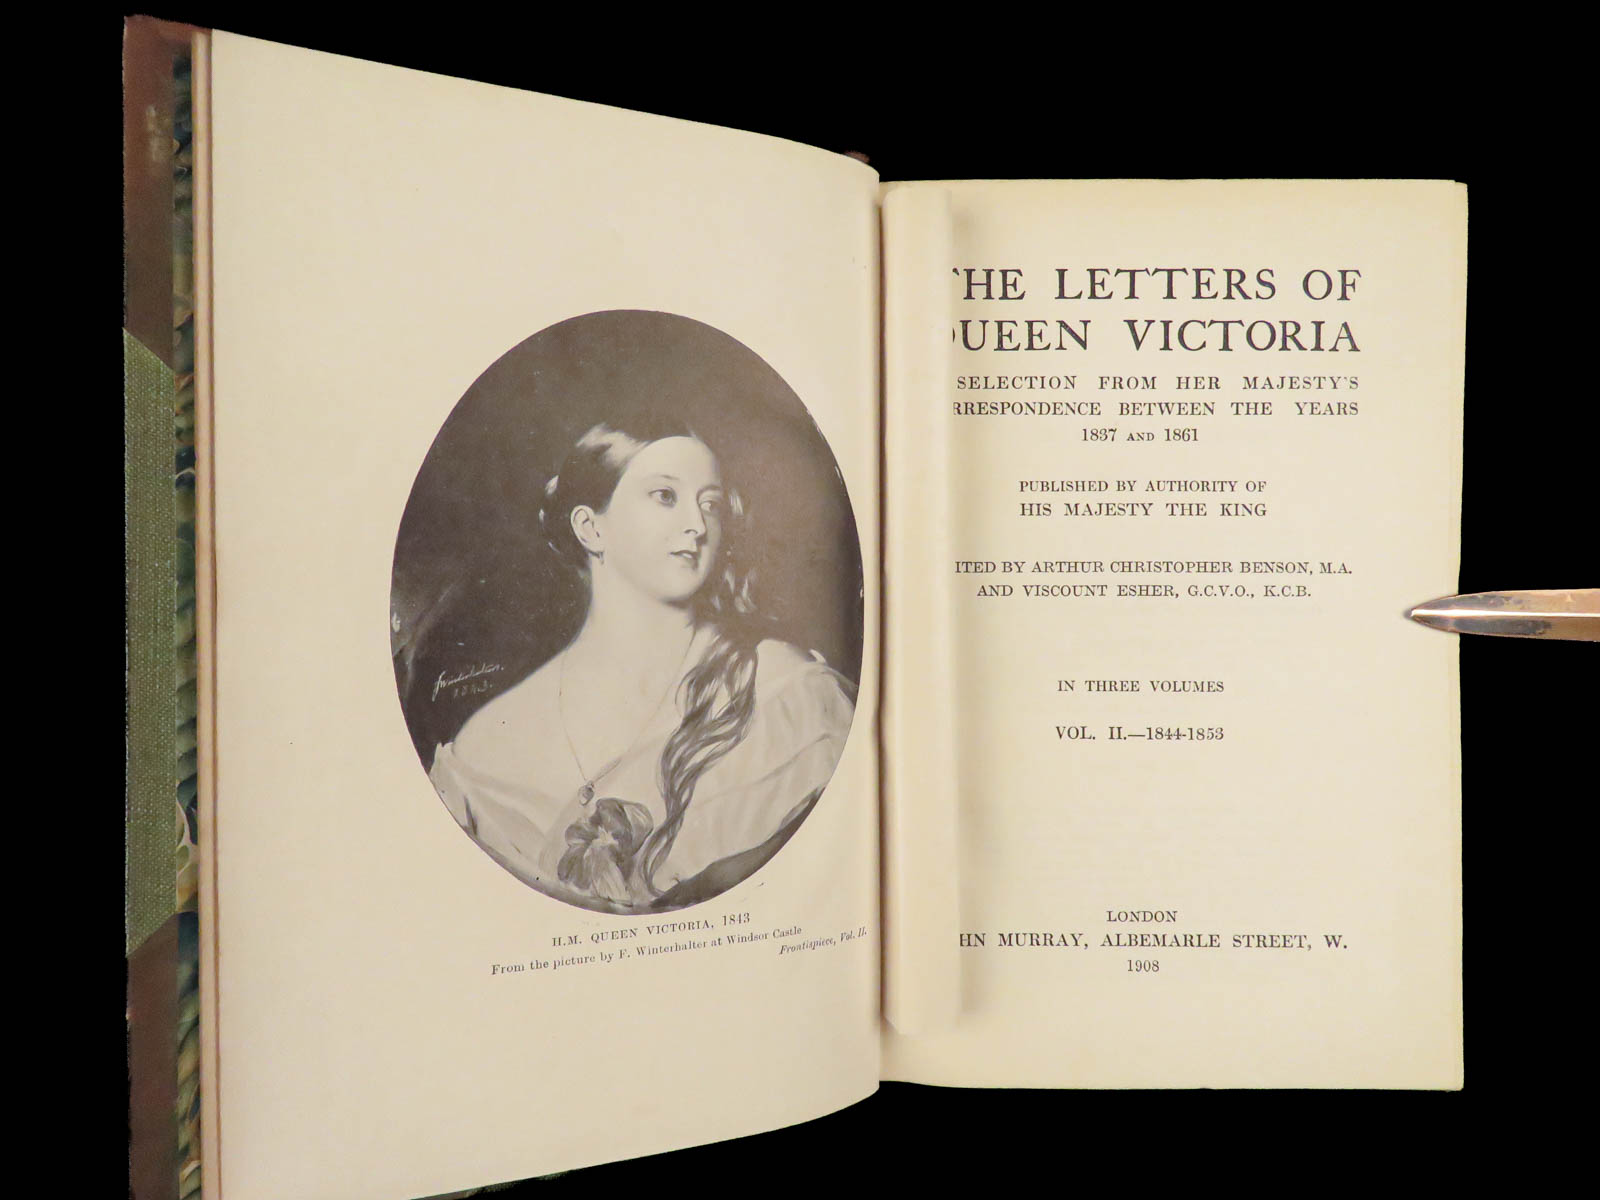 H.M. QUEEN VICTORIA, 1843
From the picture by F. Winterhalter at Windsor Castle
Frontispiece, Vol. II.
HE LETTERS OF
UEEN VICTORIA
SELECTION FROM HER MAJESTY'S
RRESPONDENCE BETWEEN THE YEARS
1837 AND 1861
PUBLISHED BY AUTHORITY OF
HIS MAJESTY THE KING
ITED BY ARTHUR CHRISTOPHER BENSON, M.A.
AND VISCOUNT ESHER, G.C.V.O., K.C.B.
IN THREE VOLUMES
VOL. II.—1844-1853
LONDON
HN MURRAY, ALBEMARLE STREET, W.
1908